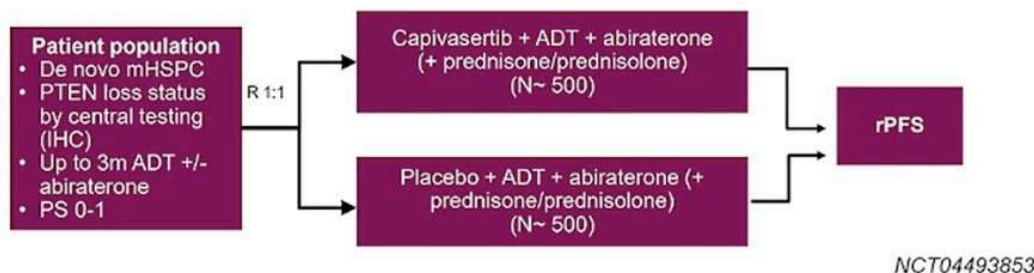 Patient population
• De novo mHSPC
• PTEN loss status
by central testing
(IHC)
• Up to 3m ADT +/-
abiraterone
• PS 0-1
R 1:1
Capivasertib + ADT + abiraterone
(+ prednisone/prednisolone)
(N~ 500)
Placebo + ADT + abiraterone (+
prednisone/prednisolone)
(N~ 500)
rPFS
NCT04493853